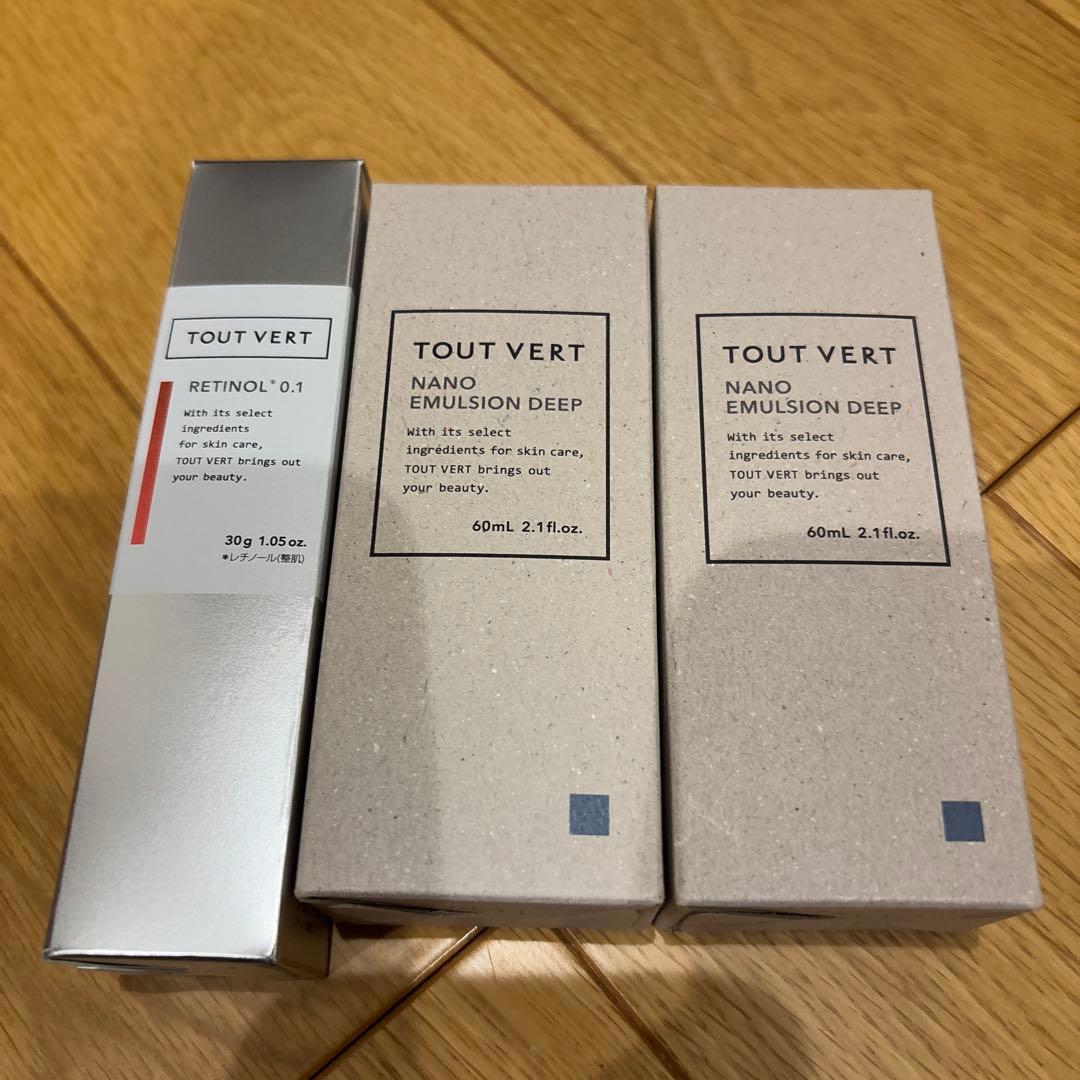 TOUT VERT
RETINOL* 0.1
With its select
ingredients
for skin care,
TOUT VERT brings out
your beauty.
30g 1.05oz.
*レチノール(整肌)
TOUT VERT
NANO
EMULSION DEEP
With its select
ingredients for skin care,
TOUT VERT brings out
your beauty.
60mL 2.1fl.oz.
TOUT VERT
NANO
EMULSION DEEP
With its select
ingredients for skin care,
TOUT VERT brings out
your beauty.
60mL 2.1fl.oz.